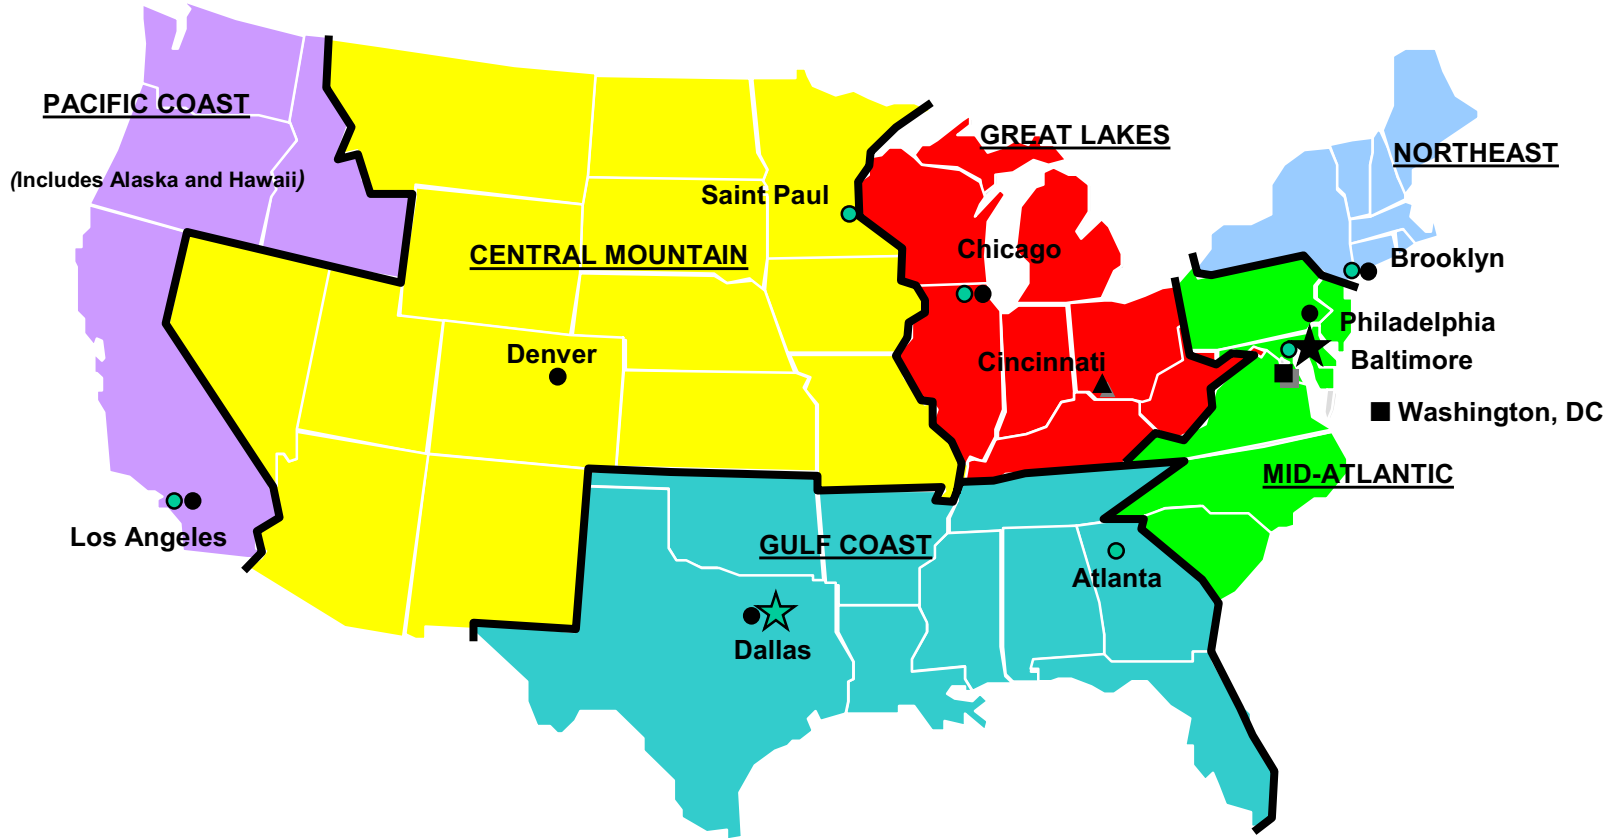 PACIFIC COAST
(Includes Alaska and Hawaii)
GREAT LAKES
NORTHEAST
Saint Paul
CENTRAL MOUNTAIN
Chicago
Brooklyn
Philadelphia
Denver
Cincinnati
Baltimore
Washington, DC
MID-ATLANTIC
Los Angeles
GULF COAST
Atlanta
Dallas